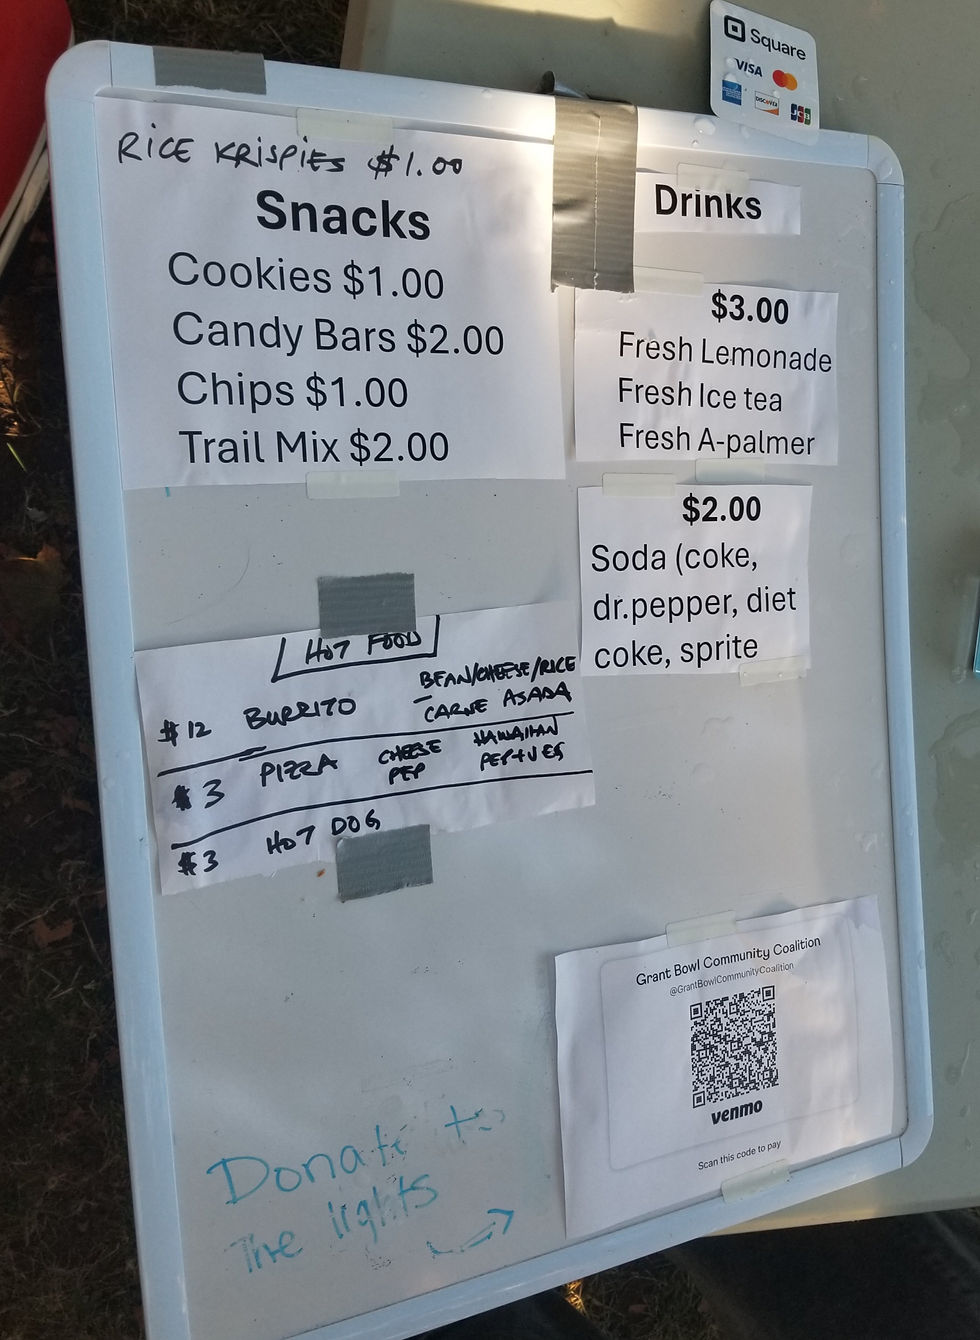 Square
VISA
DISCOVER
JCB
RICE KRISPIES $1.00
Snacks
Cookies $1.00
Candy Bars $2.00
Chips $1.00
Trail Mix $2.00
Drinks
$3.00
Fresh Lemonade
Fresh Ice tea
Fresh A-palmer
$2.00
Soda (coke,
dr.pepper, diet
coke, sprite
HOT FOOD
$12 BURRITO - BEAN/CHEESE/RICE
CARNE ASADA
$3 PIZZA CHEESE HAWAIIAN
PEP PEP+VEG
$3 HOT DOG
Grant Bowl Community Coalition
@GrantBowlCommunityCoalition
venmo
Scan this code to pay
Donate to
The lights